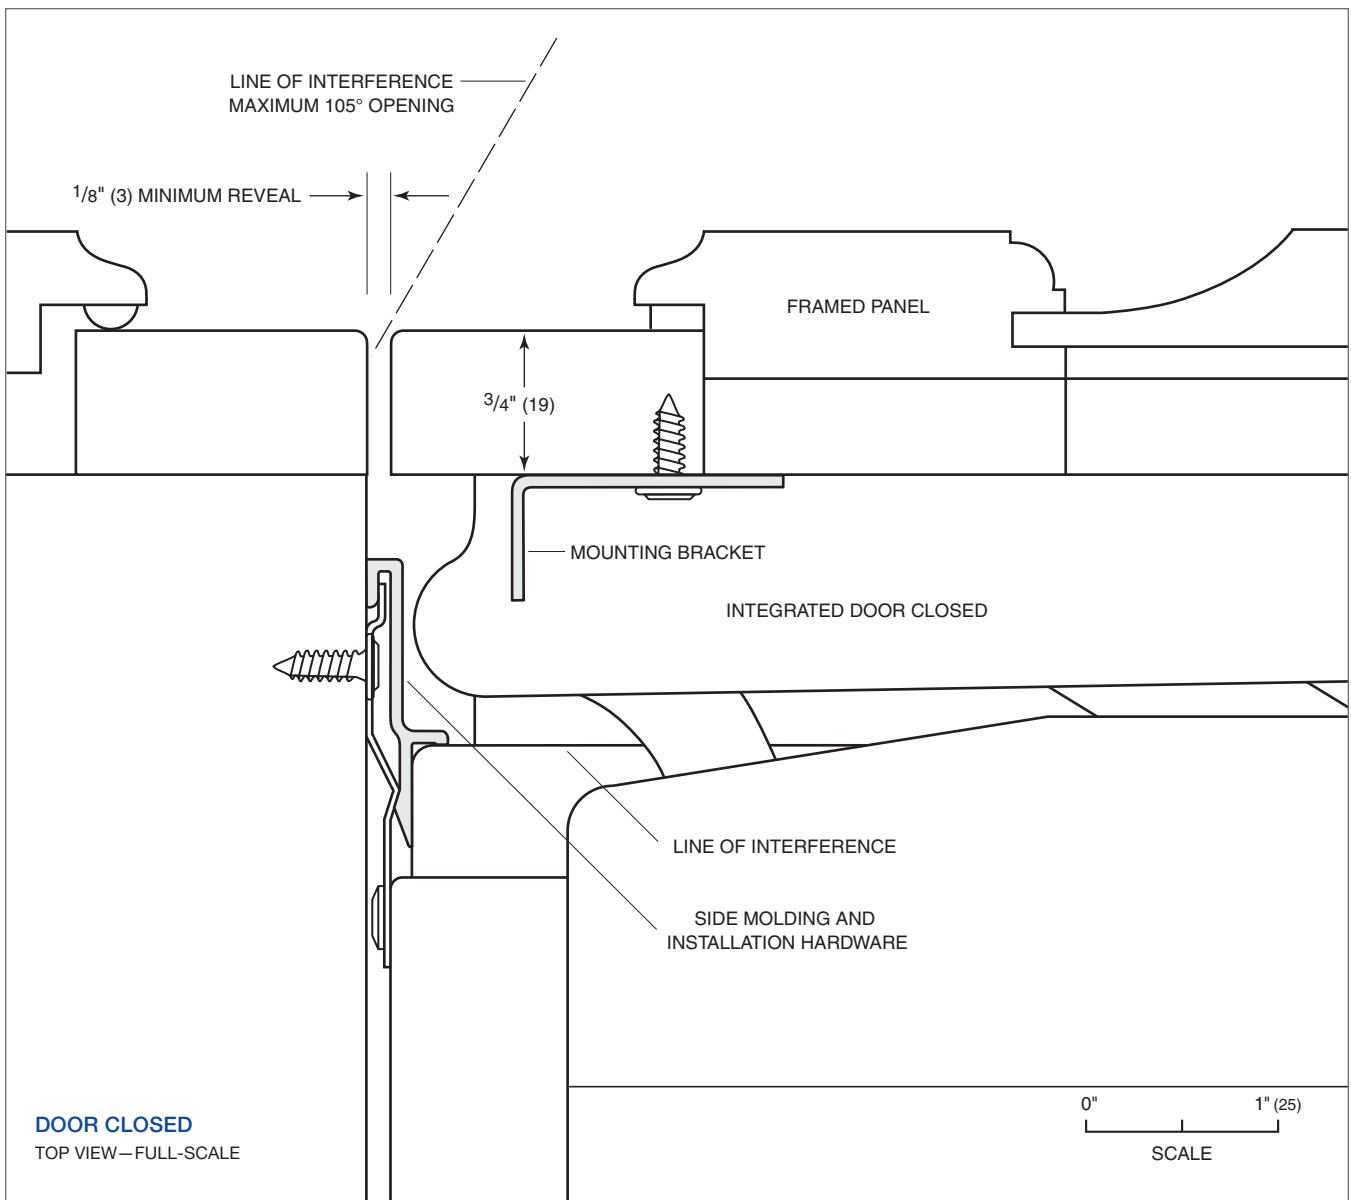 LINE OF INTERFERENCE
MAXIMUM 105° OPENING
1/8" (3) MINIMUM REVEAL
FRAMED PANEL
3/4" (19)
MOUNTING BRACKET
INTEGRATED DOOR CLOSED
LINE OF INTERFERENCE
SIDE MOLDING AND
INSTALLATION HARDWARE
DOOR CLOSED
TOP VIEW—FULL-SCALE
0" 1" (25)
SCALE